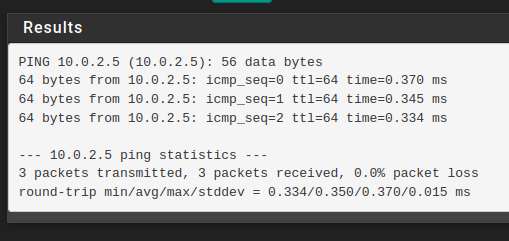 Results
PING 10.0.2.5 (10.0.2.5): 56 data bytes
64 bytes from 10.0.2.5: icmp_seq=0 ttl=64 time=0.370 ms
64 bytes from 10.0.2.5: icmp_seq=1 ttl=64 time=0.345 ms
64 bytes from 10.0.2.5: icmp_seq=2 ttl=64 time=0.334 ms
--- 10.0.2.5 ping statistics ---
3 packets transmitted, 3 packets received, 0.0% packet loss
round-trip min/avg/max/stddev = 0.334/0.350/0.370/0.015 ms